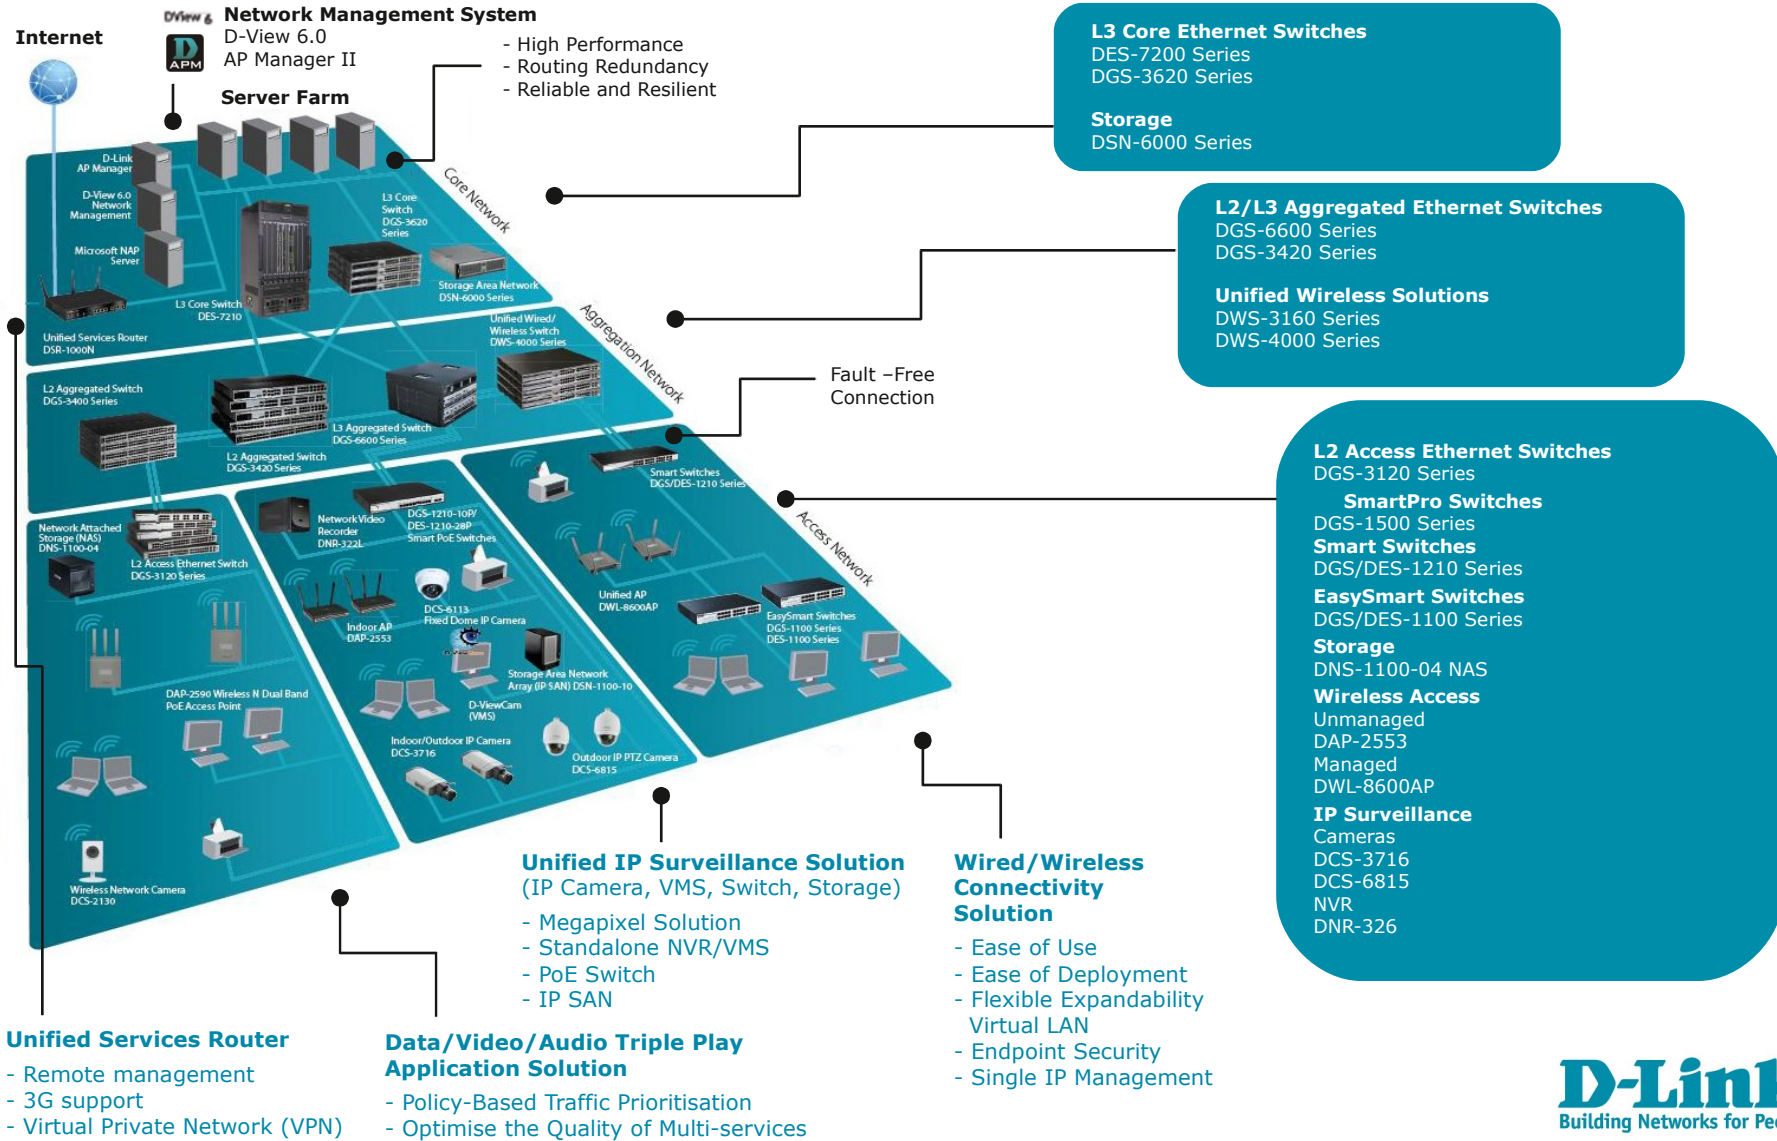 DView 6
Network Management System
D-View 6.0
AP Manager II
D
APM
Internet
Server Farm
- High Performance
- Routing Redundancy
- Reliable and Resilient
L3 Core Ethernet Switches
DES-7200 Series
DGS-3620 Series
Storage
DSN-6000 Series
L2/L3 Aggregated Ethernet Switches
DGS-6600 Series
DGS-3420 Series
Unified Wireless Solutions
DWS-3160 Series
DWS-4000 Series
Fault –Free
Connection
L2 Access Ethernet Switches
DGS-3120 Series
SmartPro Switches
DGS-1500 Series
Smart Switches
DGS/DES-1210 Series
EasySmart Switches
DGS/DES-1100 Series
Storage
DNS-1100-04 NAS
Wireless Access
Unmanaged
DAP-2553
Managed
DWL-8600AP
IP Surveillance
Cameras
DCS-3716
DCS-6815
NVR
DNR-326
D-Link
AP Manager
D-View 6.0
Network
Management
Microsoft NAP
Server
Unified Services Router
DSR-1000N
L3 Core Switch
DES-7210
L3 Core
Switch
DGS-3620
Series
Storage Area Network
DSN-6000 Series
Core Network
Unified Wired/
Wireless Switch
DWS-4000 Series
Aggregation Network
L2 Aggregated Switch
DGS-3400 Series
L3 Aggregated Switch
DGS-6600 Series
L2 Aggregated Switch
DGS-3420 Series
Smart Switches
DGS/DES-1210 Series
Access Network
Network Attached
Storage (NAS)
DNS-1100-04
L2 Access Ethernet Switch
DGS-3120 Series
Network Video
Recorder
DNR-322L
DGS-1210-10P/
DES-1210-28P
Smart PoE Switches
DCS-6113
Fixed Dome IP Camera
Indoor AP
DAP-2553
Unified AP
DWL-8600AP
EasySmart Switches
DGS-1100 Series
DES-1100 Series
Storage Area Network
Array (IP SAN) DSN-1100-10
D-ViewCam
(VMS)
DAP-2590 Wireless N Dual Band
PoE Access Point
Indoor/Outdoor IP Camera
DCS-3716
Outdoor IP PTZ Camera
DCS-6815
Wireless Network Camera
DCS-2130
Unified IP Surveillance Solution
(IP Camera, VMS, Switch, Storage)
- Megapixel Solution
- Standalone NVR/VMS
- PoE Switch
- IP SAN
Wired/Wireless
Connectivity
Solution
- Ease of Use
- Ease of Deployment
- Flexible Expandability
Virtual LAN
- Endpoint Security
- Single IP Management
Unified Services Router
- Remote management
- 3G support
- Virtual Private Network (VPN)
Data/Video/Audio Triple Play
Application Solution
- Policy-Based Traffic Prioritisation
- Optimise the Quality of Multi-services
D-Link
Building Networks for Peo